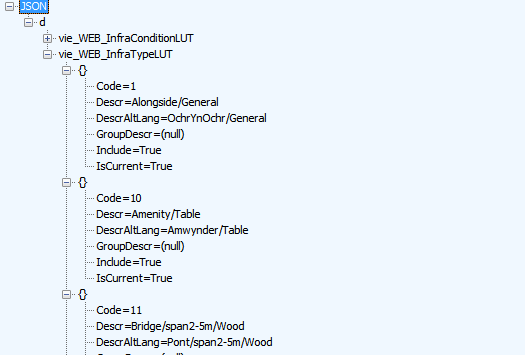 JSON
d
vie_WEB_InfraConditionLUT
vie_WEB_InfraTypeLUT
{}
Code=1
Descr=Alongside/General
DescrAltLang=OchrYnOchr/General
GroupDescr=(null)
Include=True
IsCurrent=True
{}
Code=10
Descr=Amenity/Table
DescrAltLang=Amwynder/Table
GroupDescr=(null)
Include=True
IsCurrent=True
{}
Code=11
Descr=Bridge/span2-5m/Wood
DescrAltLang=Pont/span2-5m/Wood